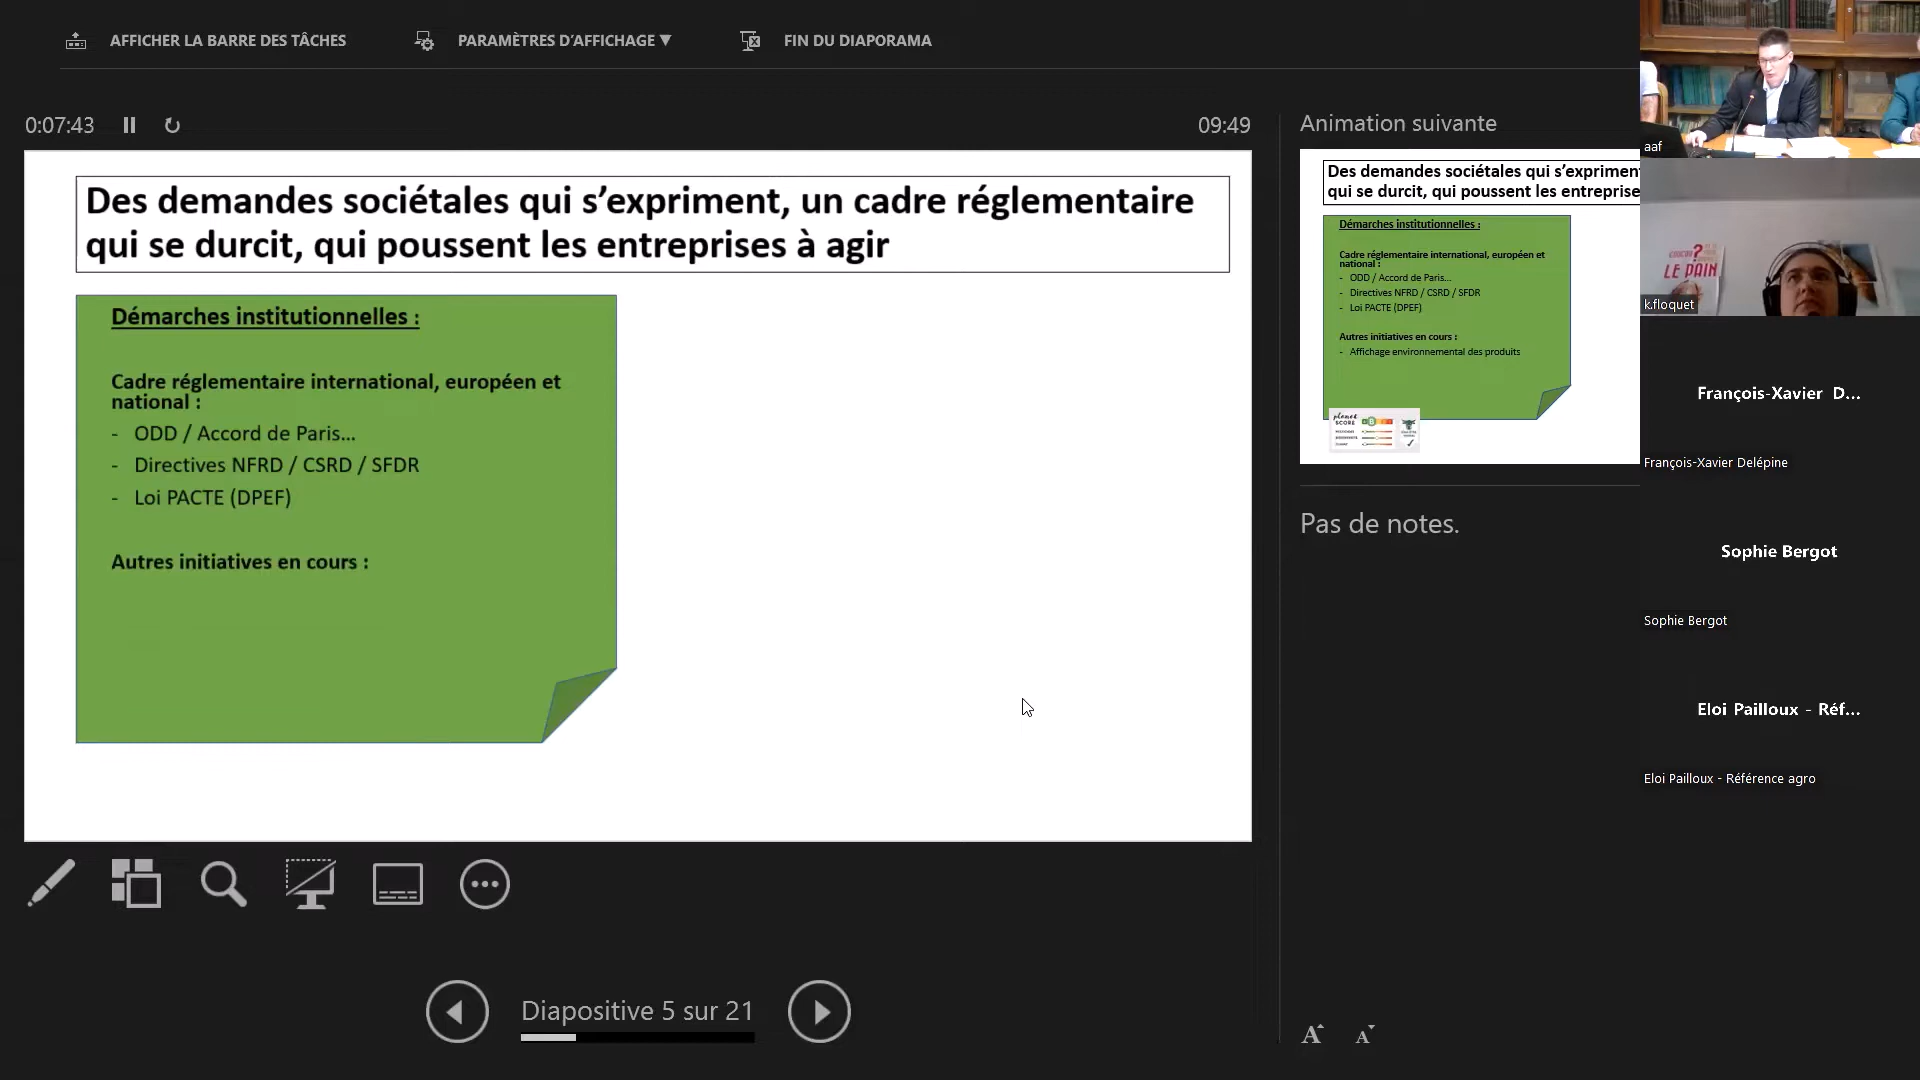 AFFICHER LA BARRE DES TÂCHES
PARAMÈTRES D'AFFICHAGE ▼
FIN DU DIAPORAMA
0:07:43
09:49
Des demandes sociétales qui s’expriment, un cadre réglementaire
qui se durcit, qui poussent les entreprises à agir
Démarches institutionnelles :
Cadre réglementaire international, européen et
national :
- ODD / Accord de Paris...
- Directives NFRD / CSRD / SFDR
- Loi PACTE (DPEF)
Autres initiatives en cours :
Diapositive 5 sur 21
Animation suivante
Des demandes sociétales qui s’expriment
qui se durcit, qui poussent les entreprise
Démarches institutionnelles :
Cadre réglementaire international, européen et
national :
- ODD / Accord de Paris...
- Directives NFRD / CSRD / SFDR
- Loi PACTE (DPEF)
Autres initiatives en cours :
- Affichage environnemental des produits
planet
SCORE
Pas de notes.
A
A
aaf
LE PAIN
k.floquet
François-Xavier D...
François-Xavier Delépine
Sophie Bergot
Sophie Bergot
Eloi Pailloux - Réf...
Eloi Pailloux - Référence agro